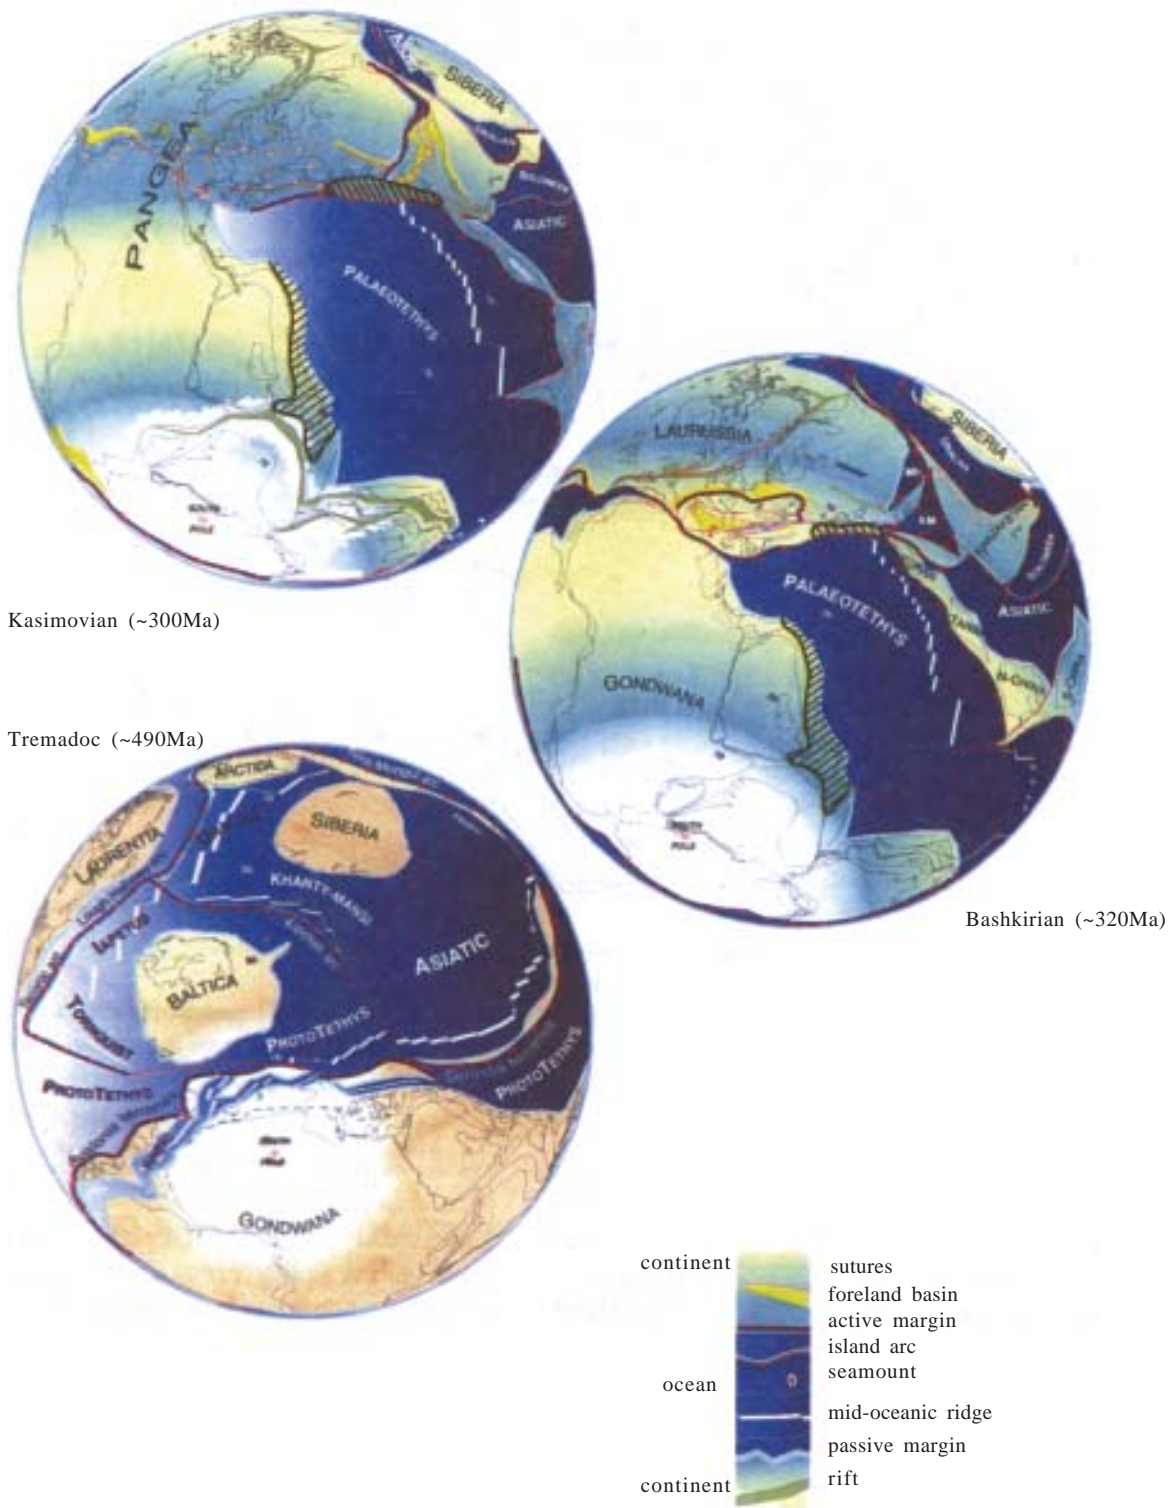 SIBERIA
PANGEA
ASIATIC
PALAEOTETHYS
SOUTH
POLE
Kasimovian (~300Ma)
LAURUSSIA
SIBERIA
PALAEOTETHYS
ASIATIC
TARIM
N-CHINA
GONDWANA
SOUTH
POLE
Bashkirian (~320Ma)
Tremadoc (~490Ma)
ARCTIDA
LAURENTIA
SIBERIA
KHANTY-MANSI
IAPETUS
ASIATIC
BALTICA
TORNQUIST
PROTOTETHYS
PROTOTETHYS
PROTOTETHYS
GONDWANA
continent
sutures
foreland basin
active margin
island arc
seamount
ocean
mid-oceanic ridge
passive margin
rift
continent